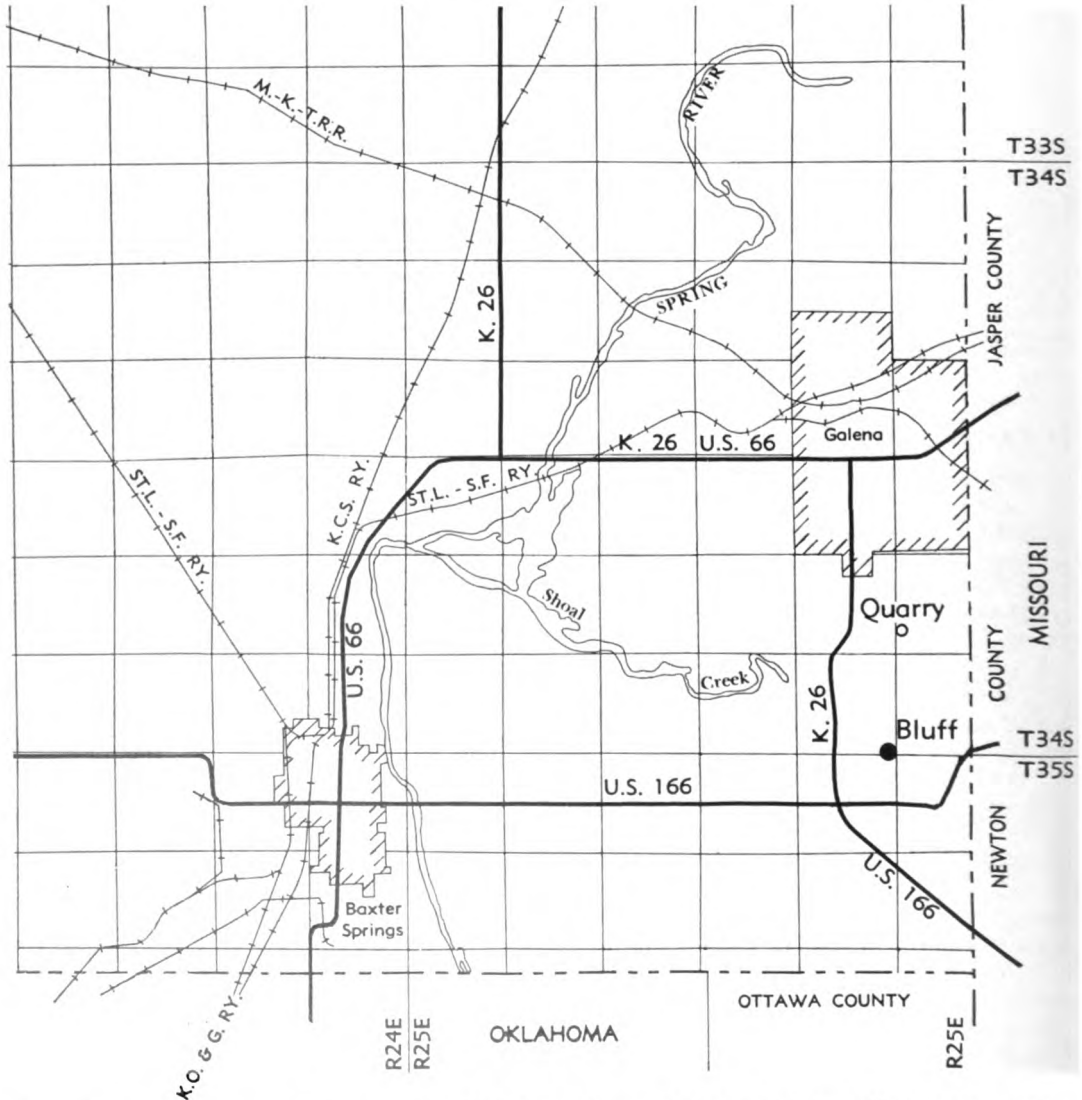 M.-K.-T.R.R.
RIVER
T33S
T34S
JASPER COUNTY
SPRING
K. 26
K. 26 U.S. 66
Galena
ST.L. - S.F. RY.
K.C.S. RY.
ST.L. - S.F. RY.
MISSOURI
Shoal
Quarry
COUNTY
U.S. 66
Creek
K. 26
Bluff
T34S
T35S
U.S. 166
NEWTON
U.S. 166
Baxter
Springs
OTTAWA COUNTY
R24E
R25E
OKLAHOMA
R25E
K.O. & G. RY.